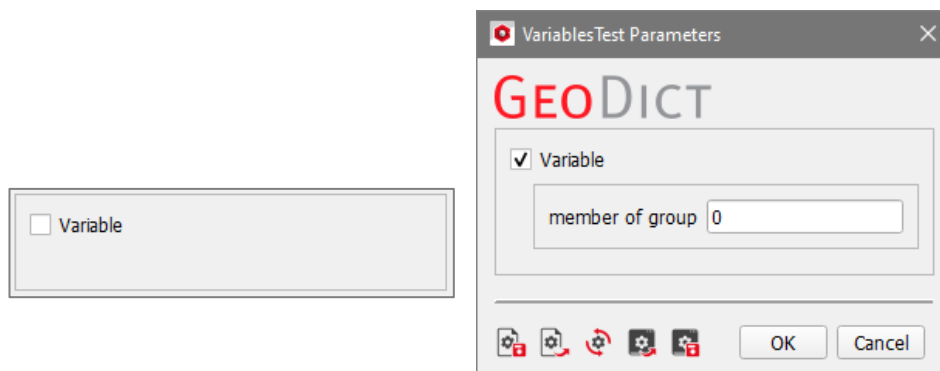 Variable
VariablesTest Parameters
GEODICT
Variable
member of group 0
OK Cancel